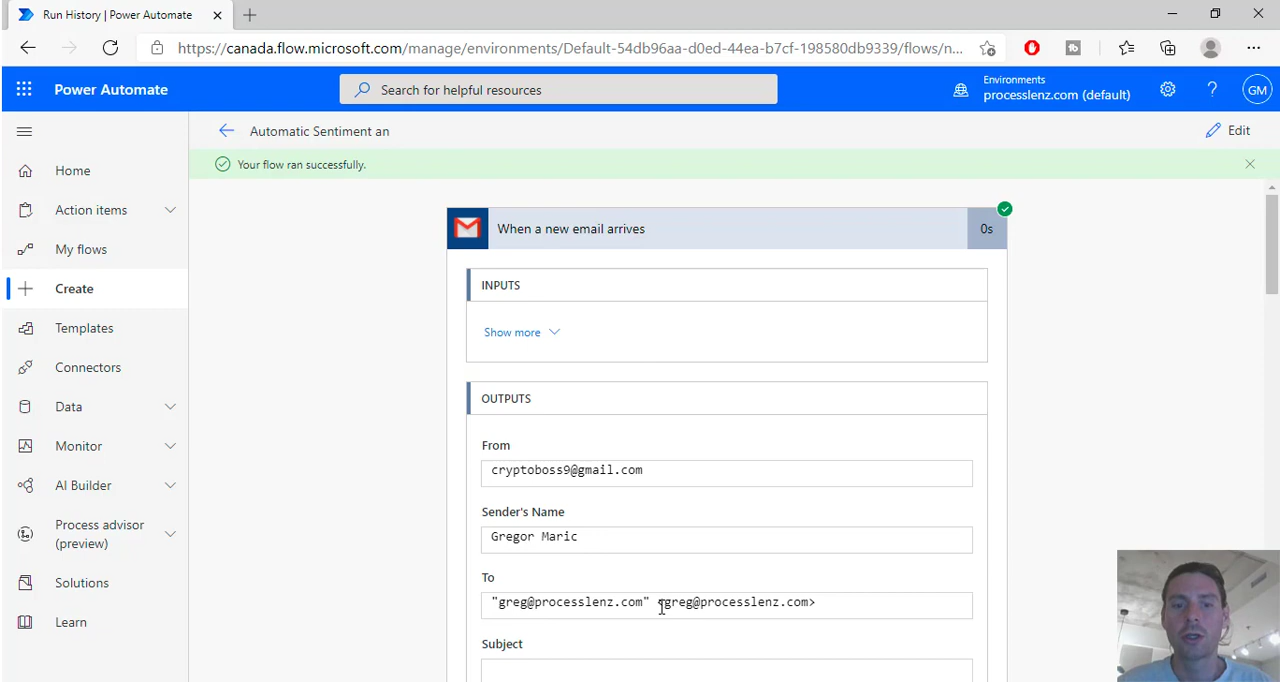 Run History | Power Automate
https://canada.flow.microsoft.com/manage/environments/Default-54db96aa-d0ed-44ea-b7cf-198580db9339/flows/n...
Power Automate
Search for helpful resources
Environments
processlenz.com (default)
?
GM
Automatic Sentiment an
Edit
Your flow ran successfully.
Home
Action items
My flows
Create
Templates
Connectors
Data
Monitor
AI Builder
Process advisor
(preview)
Solutions
Learn
When a new email arrives
0s
INPUTS
Show more
OUTPUTS
From
cryptoboss9@gmail.com
Sender's Name
Gregor Maric
To
"greg@processlenz.com" <greg@processlenz.com>
Subject